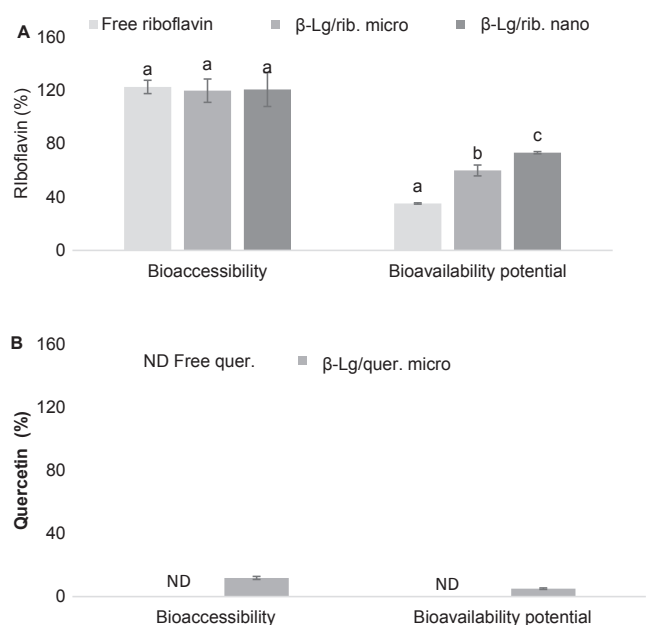 A
160
Free riboflavin
β-Lg/rib. micro
β-Lg/rib. nano
120
80
40
0
RIboflavin (%)
a
a
a
a
b
c
Bioaccessibility
Bioavailability potential
B
160
ND Free quer.
β-Lg/quer. micro
120
80
40
0
Quercetin (%)
ND
ND
Bioaccessibility
Bioavailability potential